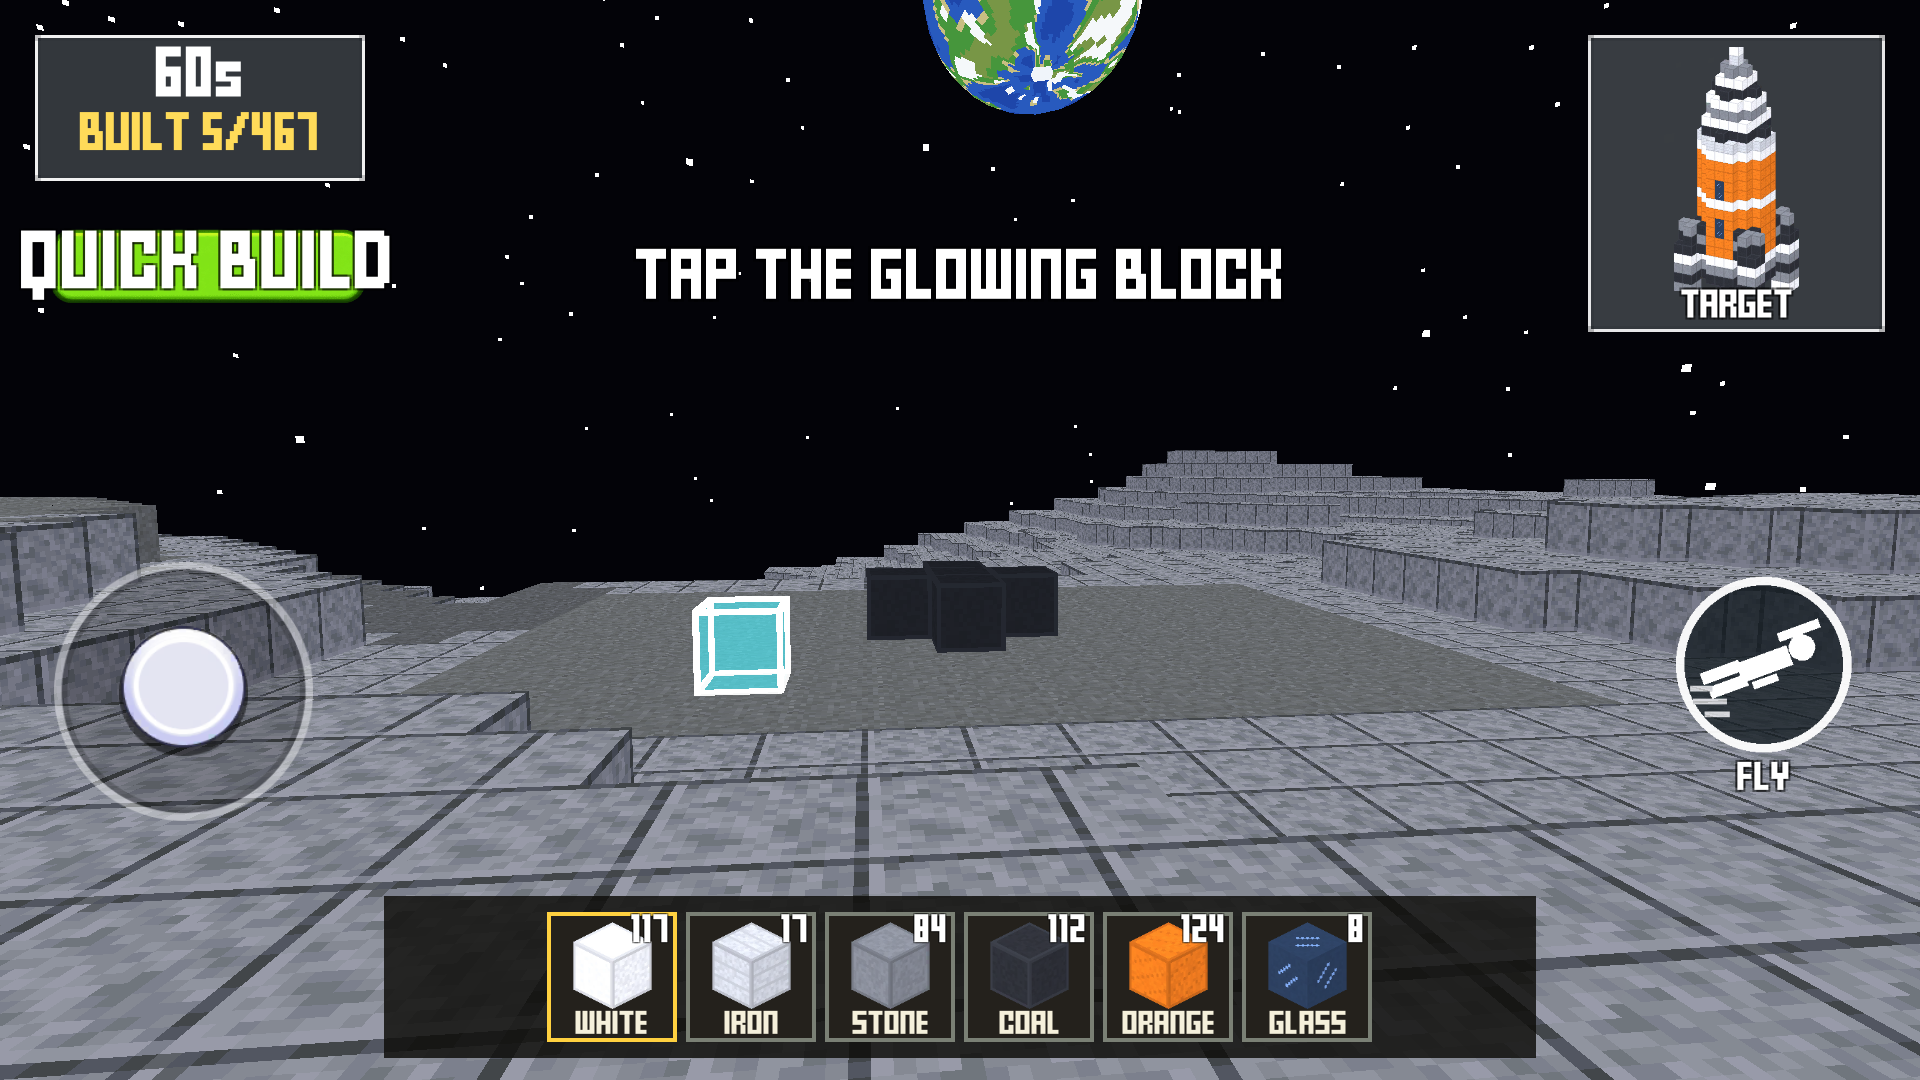 60s
BUILT 5/467
QUICK BUILD
TAP THE GLOWING BLOCK
TARGET
FLY
117
17
84
112
124
8
WHITE
IRON
STONE
COAL
ORANGE
GLASS